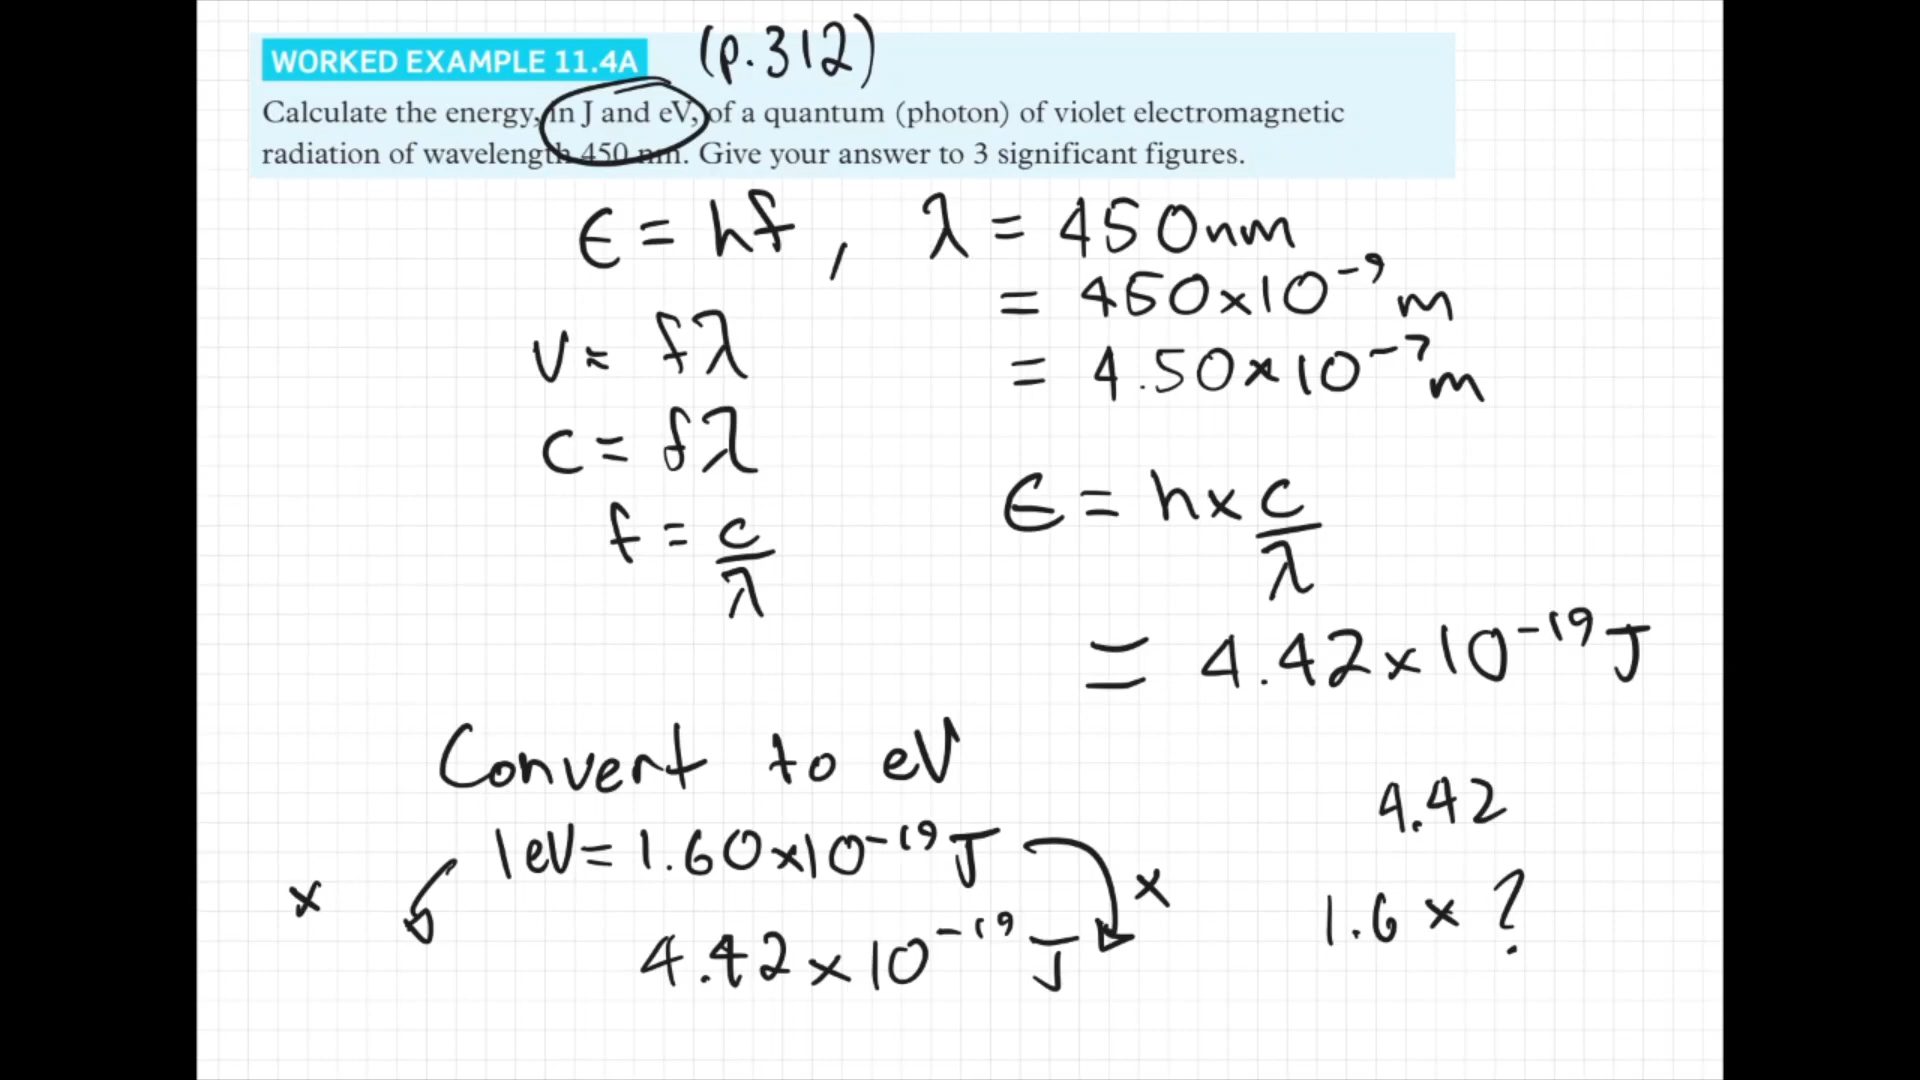 WORKED EXAMPLE 11.4A (p.312)
Calculate the energy, in J and eV, of a quantum (photon) of violet electromagnetic
radiation of wavelength 450 nm. Give your answer to 3 significant figures.
E = hf, λ = 450nm
= 450×10⁻⁹ m
= 4.50×10⁻⁷ m
v = fλ
c = fλ
f = c/λ
E = h× c/λ
= 4.42×10⁻¹⁹ J
Convert to eV
1eV = 1.60×10⁻¹⁹ J
× ×
4.42×10⁻¹⁹ J
4.42
1.6 × ?